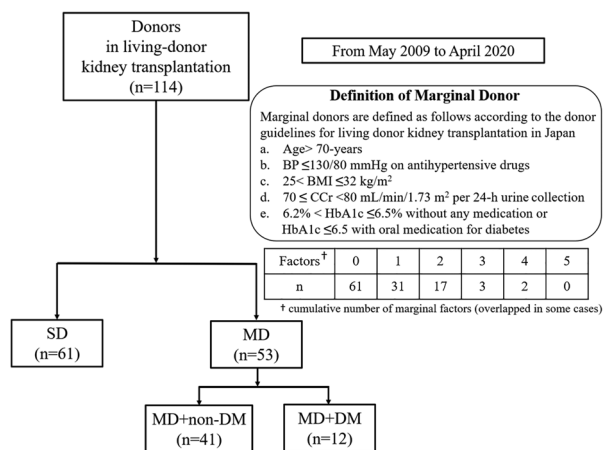 Donors
in living-donor
kidney transplantation
(n=114)
From May 2009 to April 2020
Definition of Marginal Donor
Marginal donors are defined as follows according to the donor
guidelines for living donor kidney transplantation in Japan
a. Age> 70-years
b. BP ≤130/80 mmHg on antihypertensive drugs
c. 25< BMI ≤32 kg/m²
d. 70 ≤ CCr <80 mL/min/1.73 m² per 24-h urine collection
e. 6.2% < HbA1c ≤6.5% without any medication or
HbA1c ≤6.5 with oral medication for diabetes
Factors† 0 1 2 3 4 5
n 61 31 17 3 2 0
† cumulative number of marginal factors (overlapped in some cases)
SD
(n=61)
MD
(n=53)
MD+non-DM
(n=41)
MD+DM
(n=12)